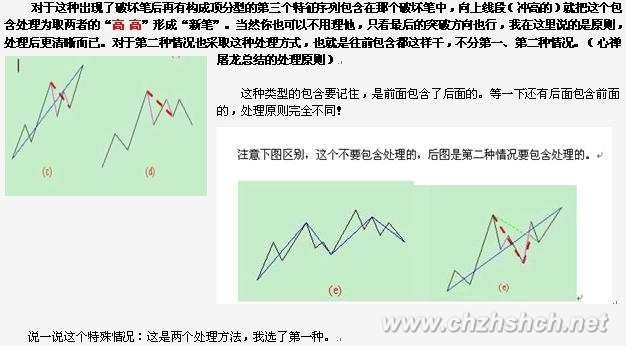 对于这种出现了破坏笔后再有构成顶分型的第三个特征序列包含在那个破坏笔中，向上线段（冲高的）就把这个包
含处理为取两者的“高 高”形成“新笔”。当然你也可以不用理他，只看最后的突破方向也行，我在这里说的是原则，
处理后更清晰而已。对于第二种情况也采取这种处理方式，也就是往前包含都这样干，不分第一、第二种情况。（心禅
屠龙总结的处理原则）
这种类型的包含要记住，是前面包含了后面的。等一下还有后面包含前面
的，处理原则完全不同！
注意下图区别，这个不要包含处理的，后图是第二种情况要包含处理的。
(c)
(d)
(e)
(e)
说一说这个特殊情况：这是两个处理方法，我选了第一种。
www.chzhshch.net